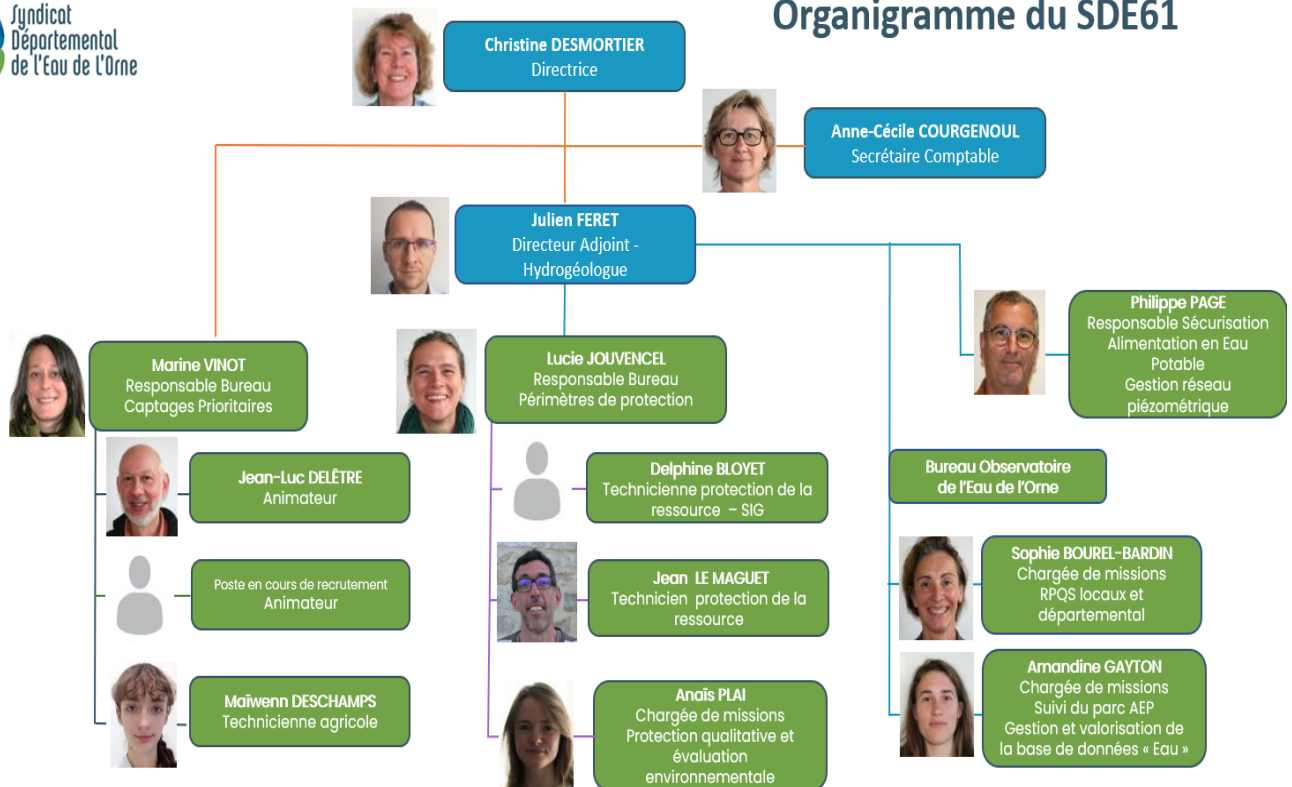 Syndicat
Départemental
de l'Eau de l'Orne
Organigramme du SDE61
Christine DESMORTIER
Directrice
Anne-Cécile COURGENOUL
Secrétaire Comptable
Julien FERET
Directeur Adjoint -
Hydrogéologue
Philippe PAGE
Responsable Sécurisation
Alimentation en Eau
Potable
Gestion réseau
piézométrique
Marine VINOT
Responsable Bureau
Captages Prioritaires
Lucie JOUVENCEL
Responsable Bureau
Périmètres de protection
Jean-Luc DELÊTRE
Animateur
Poste en cours de recrutement
Animateur
Maïwenn DESCHAMPS
Technicienne agricole
Delphine BLOYET
Technicienne protection de la
ressource – SIG
Jean LE MAGUET
Technicien protection de la
ressource
Anaïs PLAI
Chargée de missions
Protection qualitative et
évaluation
environnementale
Bureau Observatoire
de l'Eau de l'Orne
Sophie BOUREL-BARDIN
Chargée de missions
RPQS locaux et
départemental
Amandine GAYTON
Chargée de missions
Suivi du parc AEP
Gestion et valorisation de
la base de données « Eau »